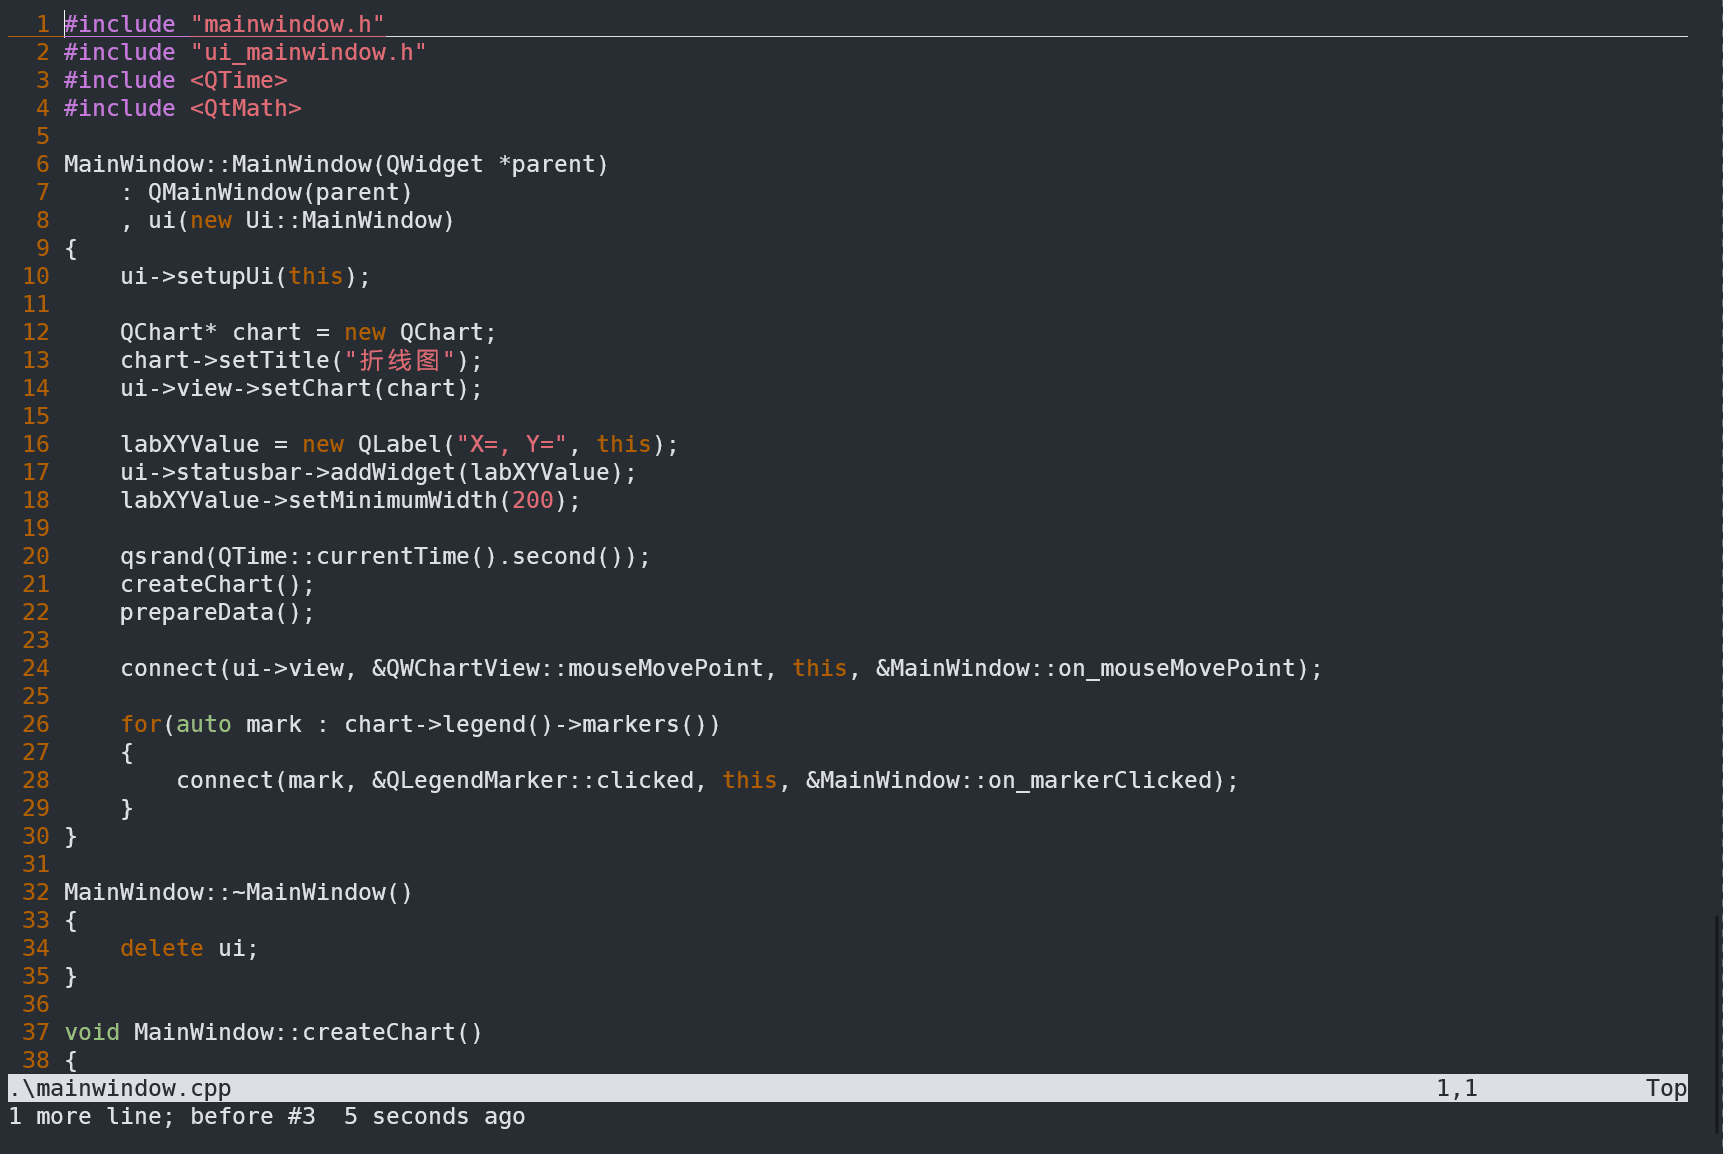 1 #include "mainwindow.h"
2 #include "ui_mainwindow.h"
3 #include <QTime>
4 #include <QtMath>
5
6 MainWindow::MainWindow(QWidget *parent)
7     : QMainWindow(parent)
8     , ui(new Ui::MainWindow)
9 {
10     ui->setupUi(this);
11
12     QChart* chart = new QChart;
13     chart->setTitle("折线图");
14     ui->view->setChart(chart);
15
16     labXYValue = new QLabel("X=, Y=", this);
17     ui->statusbar->addWidget(labXYValue);
18     labXYValue->setMinimumWidth(200);
19
20     qsrand(QTime::currentTime().second());
21     createChart();
22     prepareData();
23
24     connect(ui->view, &QWChartView::mouseMovePoint, this, &MainWindow::on_mouseMovePoint);
25
26     for(auto mark : chart->legend()->markers())
27     {
28         connect(mark, &QLegendMarker::clicked, this, &MainWindow::on_markerClicked);
29     }
30 }
31
32 MainWindow::~MainWindow()
33 {
34     delete ui;
35 }
36
37 void MainWindow::createChart()
38 {
.\mainwindow.cpp 1,1 Top
1 more line; before #3  5 seconds ago